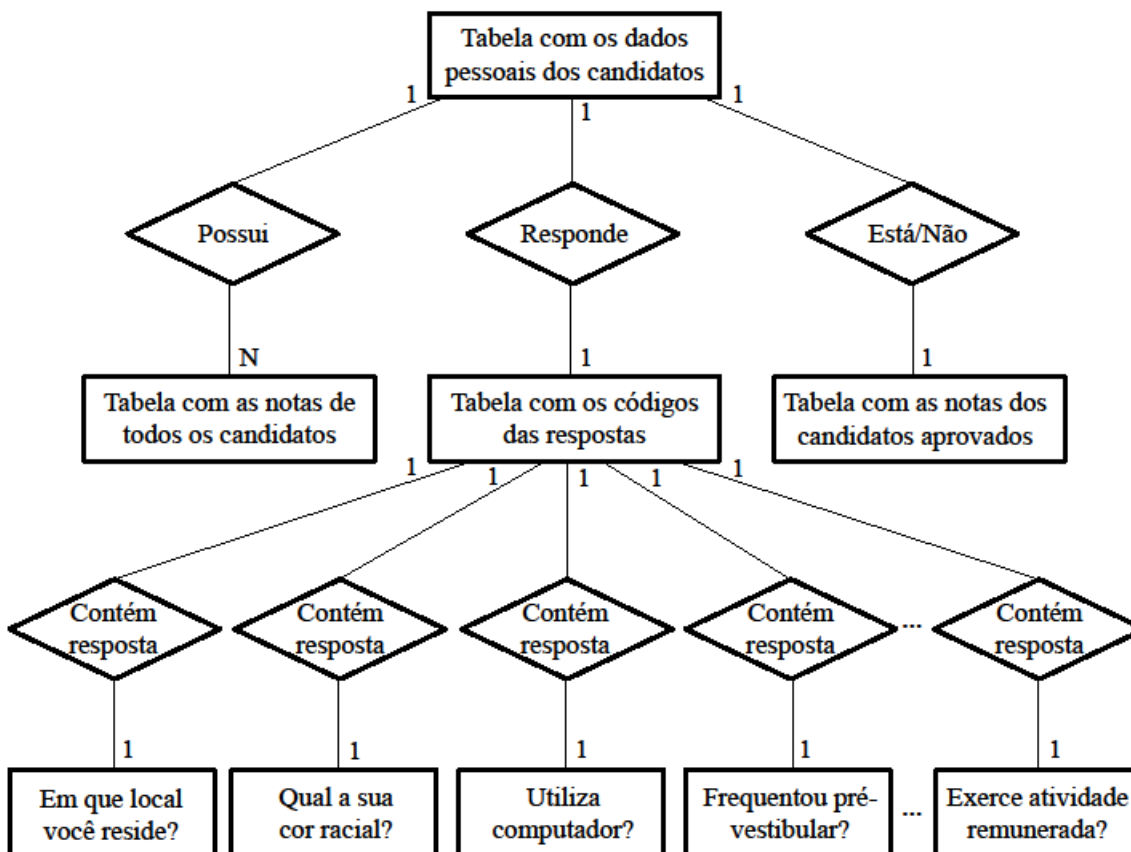 Tabela com os dados
pessoais dos candidatos
1
1
1
Possui
Responde
Está/Não
N
1
1
Tabela com as notas de
todos os candidatos
Tabela com os códigos
das respostas
Tabela com as notas dos
candidatos aprovados
1
1
1
1
1
Contém
resposta
Contém
resposta
Contém
resposta
Contém
resposta
...
Contém
resposta
1
1
1
1
1
Em que local
você reside?
Qual a sua
cor racial?
Utiliza
computador?
Frequentou pré-
vestibular?
...
Exerce atividade
remunerada?